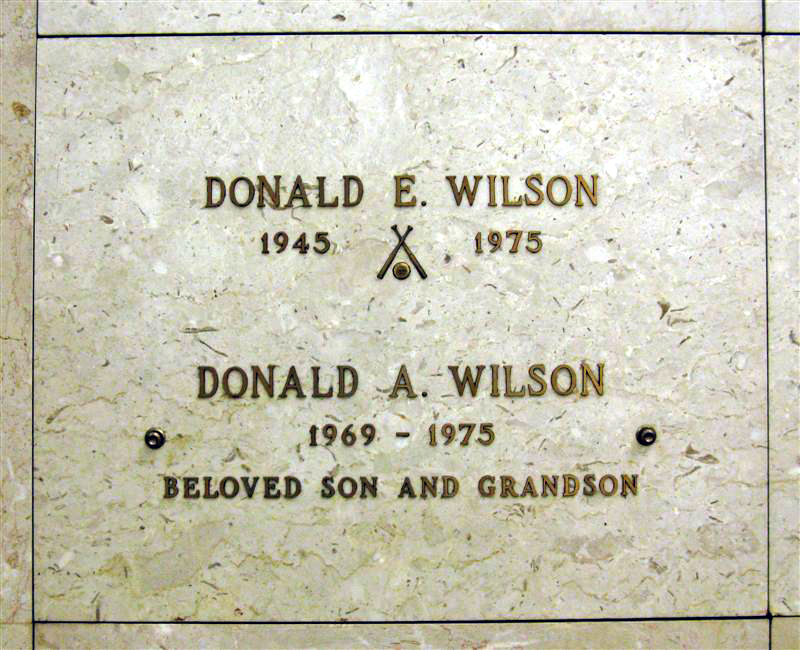 DONALD E. WILSON
1945 1975
DONALD A. WILSON
1969 - 1975
BELOVED SON AND GRANDSON